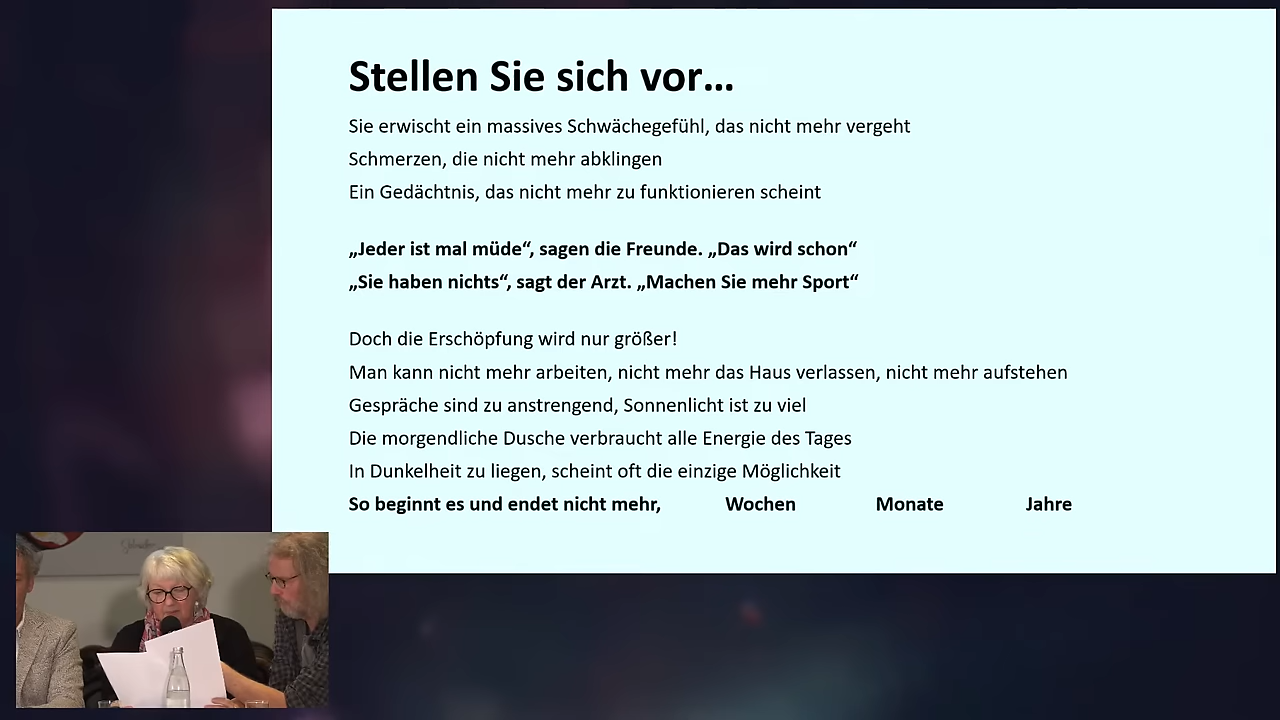 Stellen Sie sich vor...
Sie erwischt ein massives Schwächegefühl, das nicht mehr vergeht
Schmerzen, die nicht mehr abklingen
Ein Gedächtnis, das nicht mehr zu funktionieren scheint
„Jeder ist mal müde“, sagen die Freunde. „Das wird schon“
„Sie haben nichts“, sagt der Arzt. „Machen Sie mehr Sport“
Doch die Erschöpfung wird nur größer!
Man kann nicht mehr arbeiten, nicht mehr das Haus verlassen, nicht mehr aufstehen
Gespräche sind zu anstrengend, Sonnenlicht ist zu viel
Die morgendliche Dusche verbraucht alle Energie des Tages
In Dunkelheit zu liegen, scheint oft die einzige Möglichkeit
So beginnt es und endet nicht mehr, Wochen Monate Jahre